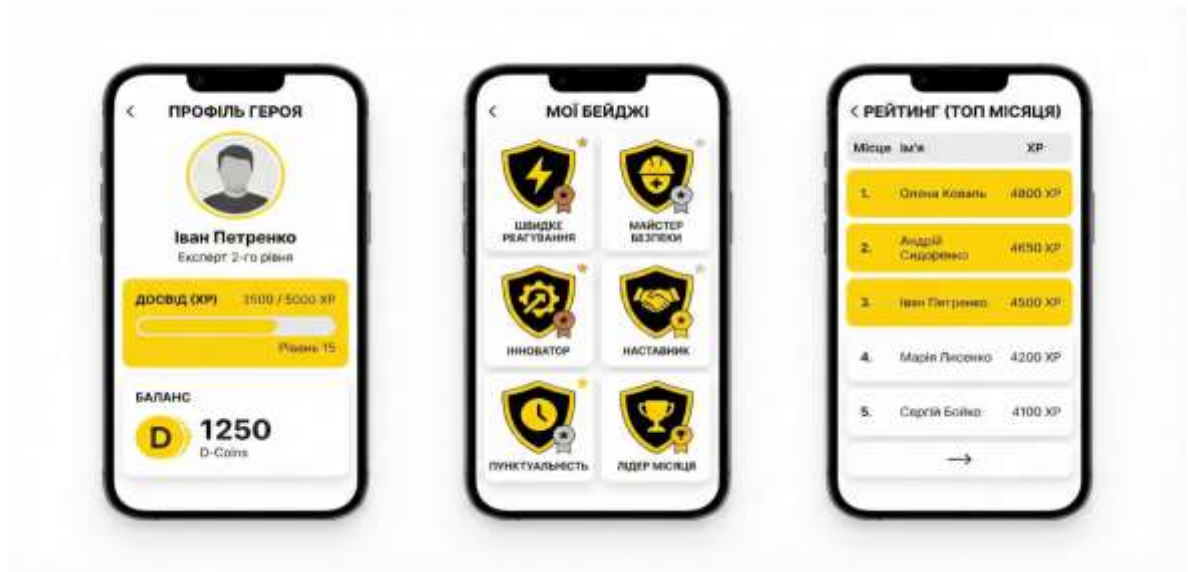 < ПРОФІЛЬ ГЕРОЯ
Іван Петренко
Експерт 2-го рівня
ДОСВІД (XP) 3500 / 5000 XP
Рівень 15
БАЛАНС
D 1250
D-Coins
< МОЇ БЕЙДЖІ
ШВИДКЕ
РЕАГУВАННЯ
МАЙСТЕР
БЕЗПЕКИ
ІННОВАТОР
НАСТАВНИК
ПУНКТУАЛЬНІСТЬ
ЛІДЕР МІСЯЦЯ
< РЕЙТИНГ (ТОП МІСЯЦЯ)
Місце Ім'я XP
1. Олена Коваль 4800 XP
2. Андрій
Сидоренко 4650 XP
3. Іван Петренко 4500 XP
4. Марія Лисенко 4200 XP
5. Сергій Бойко 4100 XP
→